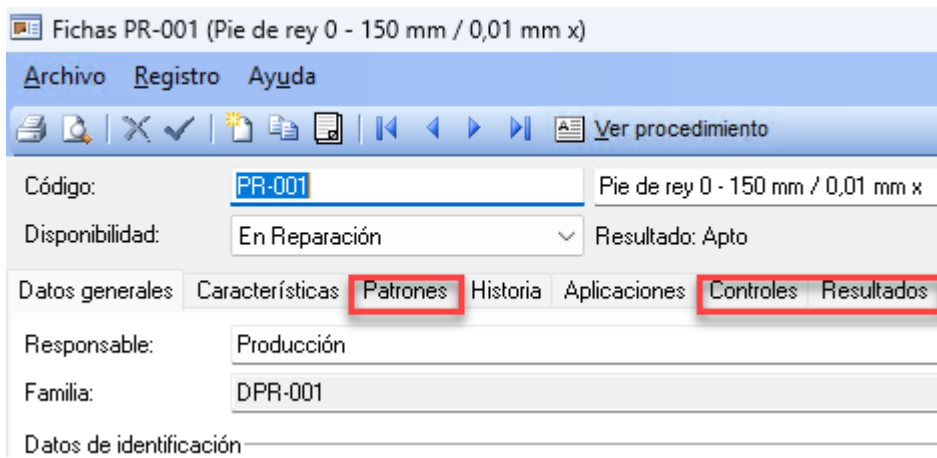 Fichas PR-001 (Pie de rey 0 - 150 mm / 0,01 mm x)
Archivo Registro Ayuda
Ver procedimiento
Código: PR-001 Pie de rey 0 - 150 mm / 0,01 mm x
Disponibilidad: En Reparación Resultado: Apto
Datos generales Características Patrones Historia Aplicaciones Controles Resultados
Responsable: Producción
Familia: DPR-001
Datos de identificación